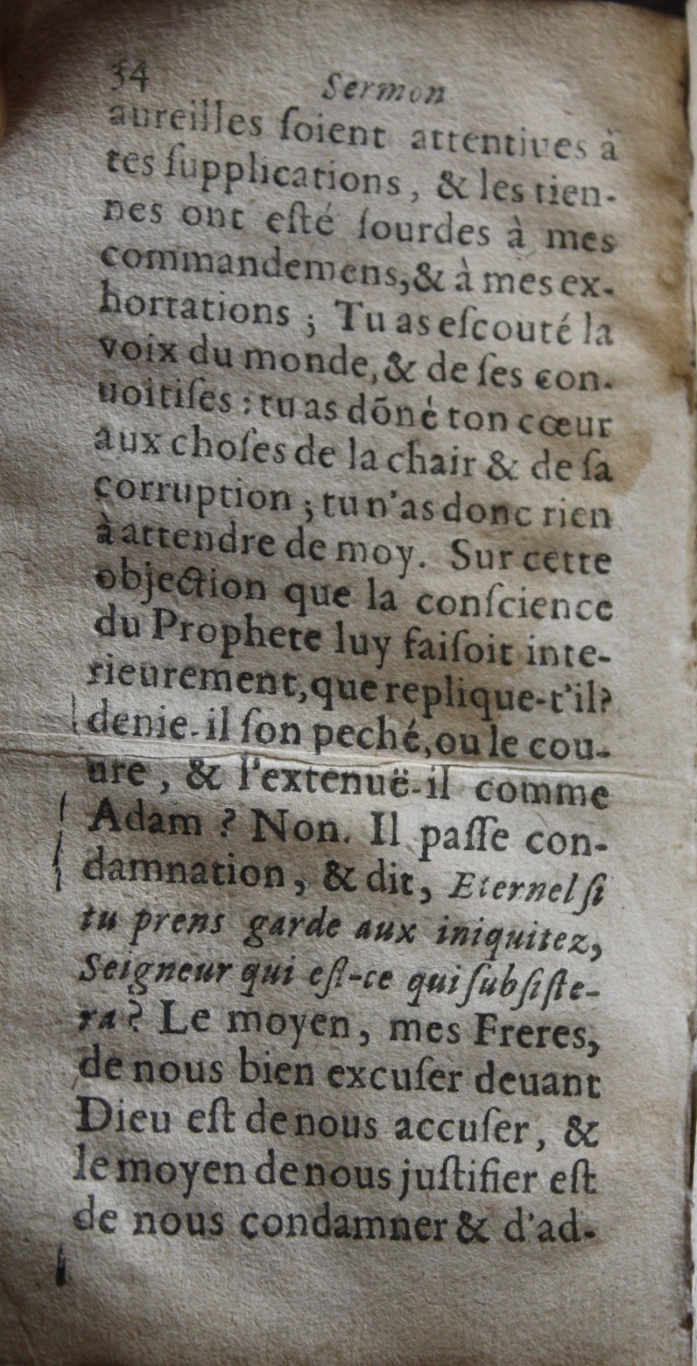 34 Sermon
aureilles ſoient attentiues à
tes ſupplications, & les tien-
nes ont eſté ſourdes à mes
commandemens, & à mes ex-
hortations ; Tu as eſcouté la
voix du monde, & de ſes con-
uoitiſes : tu as dõné ton cœur
aux choſes de la chair & de ſa
corruption ; tu n'as donc rien
à attendre de moy. Sur cette
objection que la conſcience
du Prophete luy faiſoit inte-
rieurement, que replique-t'il?
denie-il ſon peché, ou le cou-
ure, & l'extenuë-il comme
Adam ? Non. Il paſſe con-
damnation, & dit, Eternel ſi
tu prens garde aux iniquitez,
Seigneur qui eſt-ce qui ſubſiſte-
ra? Le moyen, mes Freres,
de nous bien excuſer deuant
Dieu eſt de nous accuſer, &
le moyen de nous juſtifier eſt
de nous condamner & d'ad-